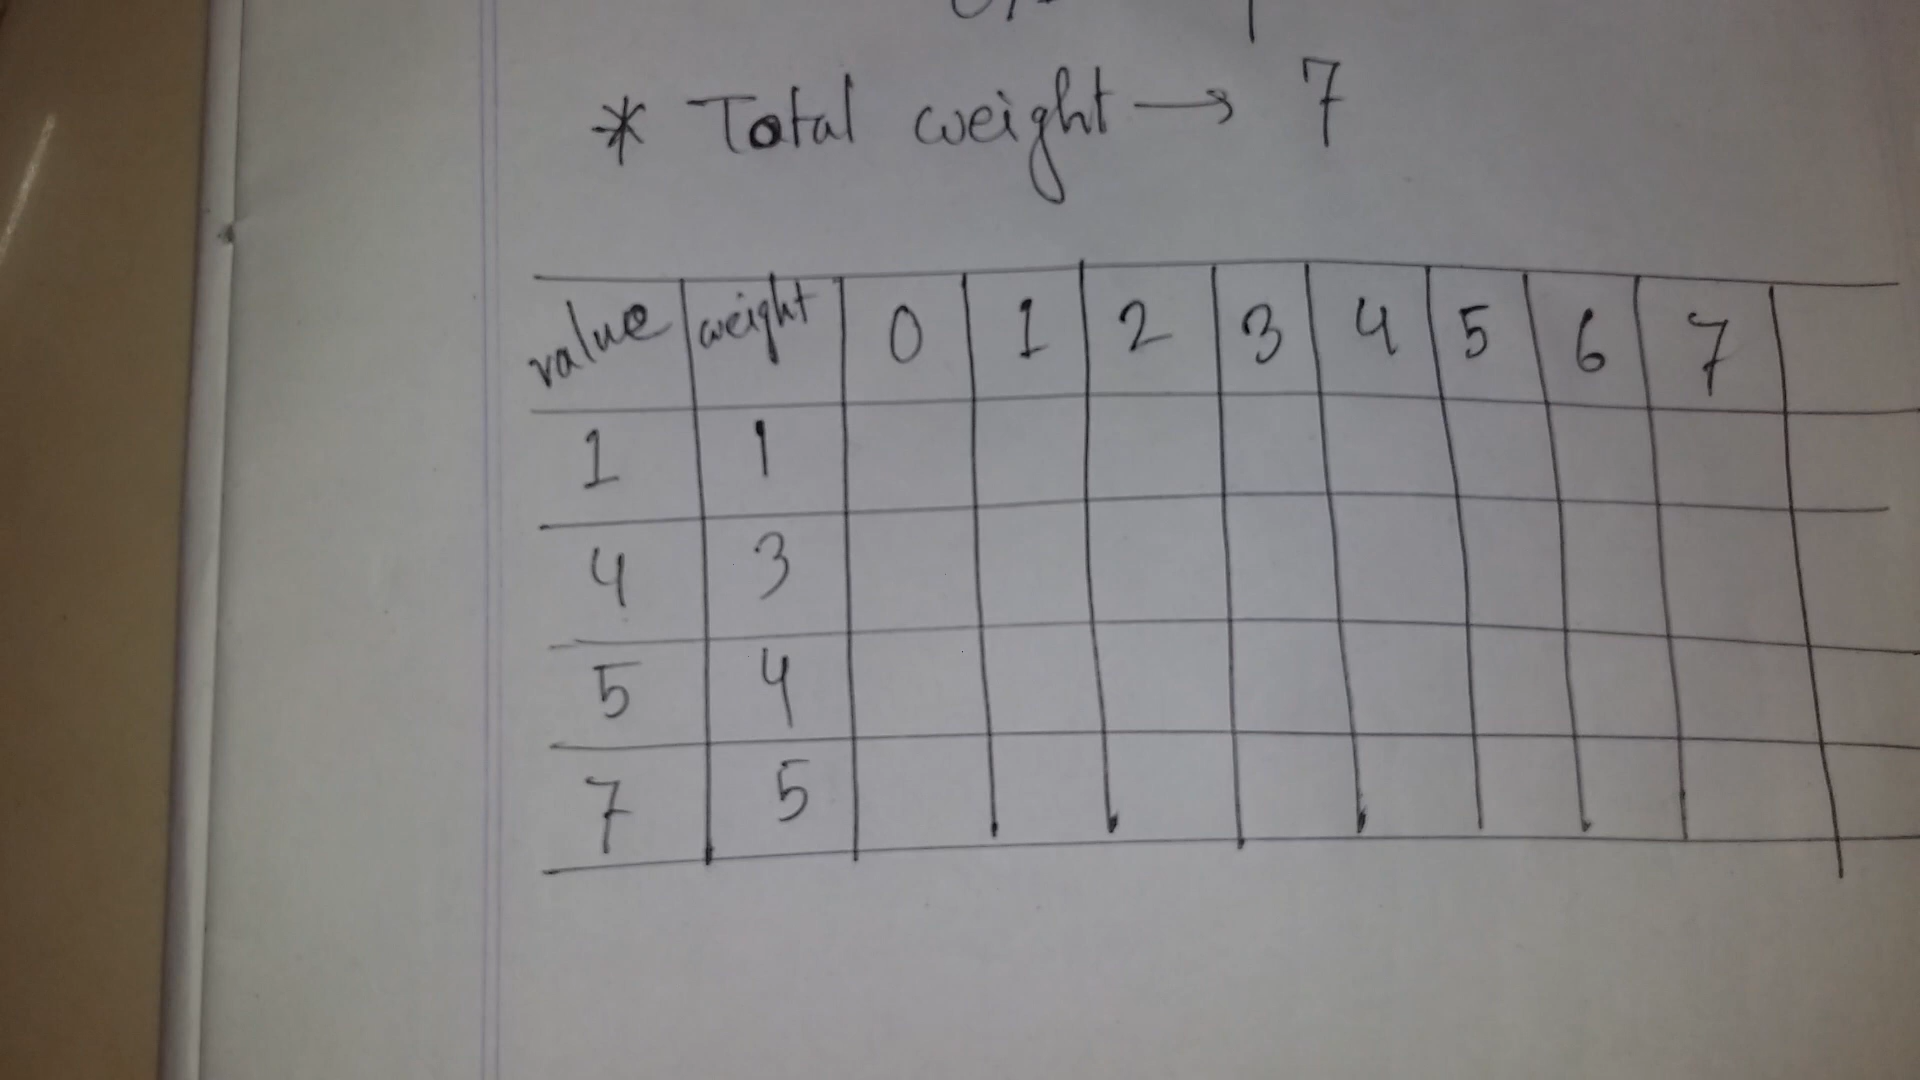 * Total weight → 7
value weight 0 1 2 3 4 5 6 7
1 1
4 3
5 4
7 5